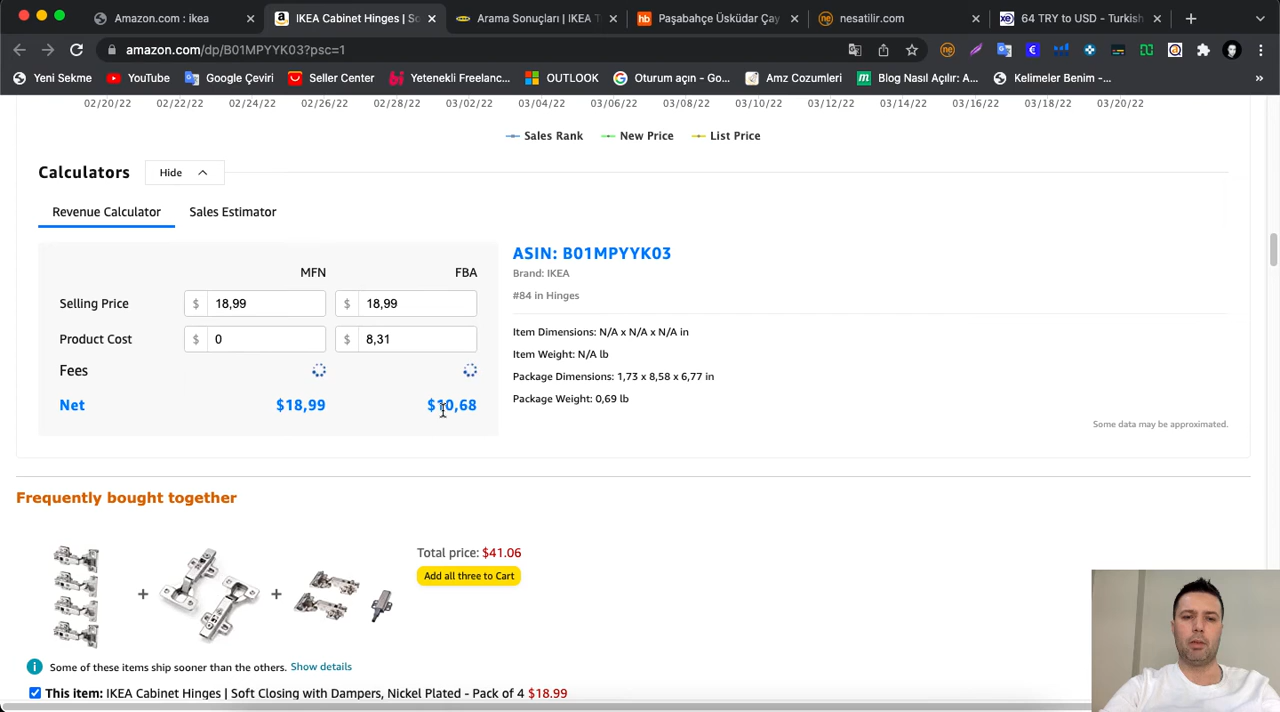 Amazon.com : ikea
IKEA Cabinet Hinges | So
Arama Sonuçları | IKEA T
Paşabahçe Üsküdar Çay
nesatilir.com
64 TRY to USD - Turkish
amazon.com/dp/B01MPYYK03?psc=1
Yeni Sekme
YouTube
Google Çeviri
Seller Center
Yetenekli Freelanc...
OUTLOOK
Oturum açın - Go...
Amz Cozumleri
Blog Nasıl Açılır: A...
Kelimeler Benim –...
02/20/22 02/22/22 02/24/22 02/26/22 02/28/22 03/02/22 03/04/22 03/06/22 03/08/22 03/10/22 03/12/22 03/14/22 03/16/22 03/18/22 03/20/22
Sales Rank New Price List Price
Calculators Hide
Revenue Calculator Sales Estimator
MFN FBA
Selling Price $ 18,99 $ 18,99
Product Cost $ 0 $ 8,31
Fees
Net $18,99 $10,68
ASIN: B01MPYYK03
Brand: IKEA
#84 in Hinges
Item Dimensions: N/A x N/A x N/A in
Item Weight: N/A lb
Package Dimensions: 1,73 x 8,58 x 6,77 in
Package Weight: 0,69 lb
Some data may be approximated.
Frequently bought together
Total price: $41.06
Add all three to Cart
Some of these items ship sooner than the others. Show details
This item: IKEA Cabinet Hinges | Soft Closing with Dampers, Nickel Plated - Pack of 4 $18.99